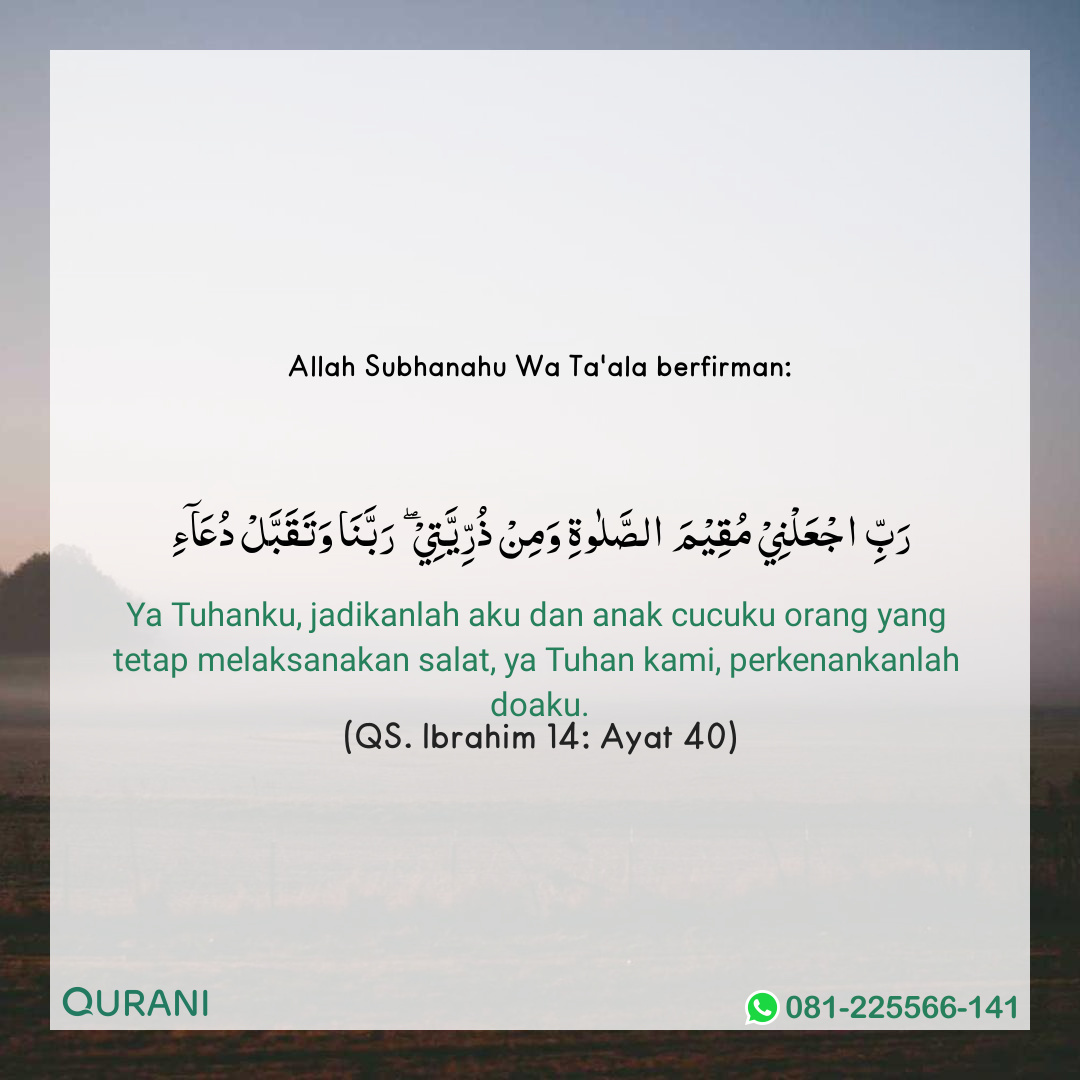 Allah Subhanahu Wa Ta'ala berfirman:
رَبِّ اجْعَلْنِيْ مُقِيْمَ الصَّلٰوةِ وَمِنْ ذُرِّيَّتِيْۖ رَبَّنَا وَتَقَبَّلْ دُعَاۤءِ
Ya Tuhanku, jadikanlah aku dan anak cucuku orang yang
tetap melaksanakan salat, ya Tuhan kami, perkenankanlah
doaku.
(QS. Ibrahim 14: Ayat 40)
QURANI
081-225566-141